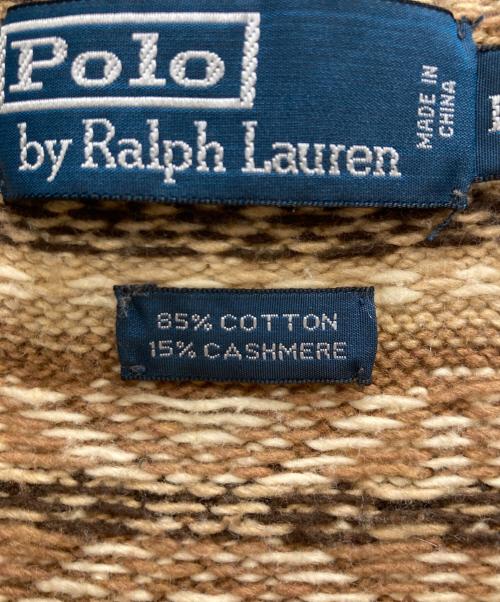 Polo
by Ralph Lauren
MADE IN
CHINA
85% COTTON
15% CASHMERE